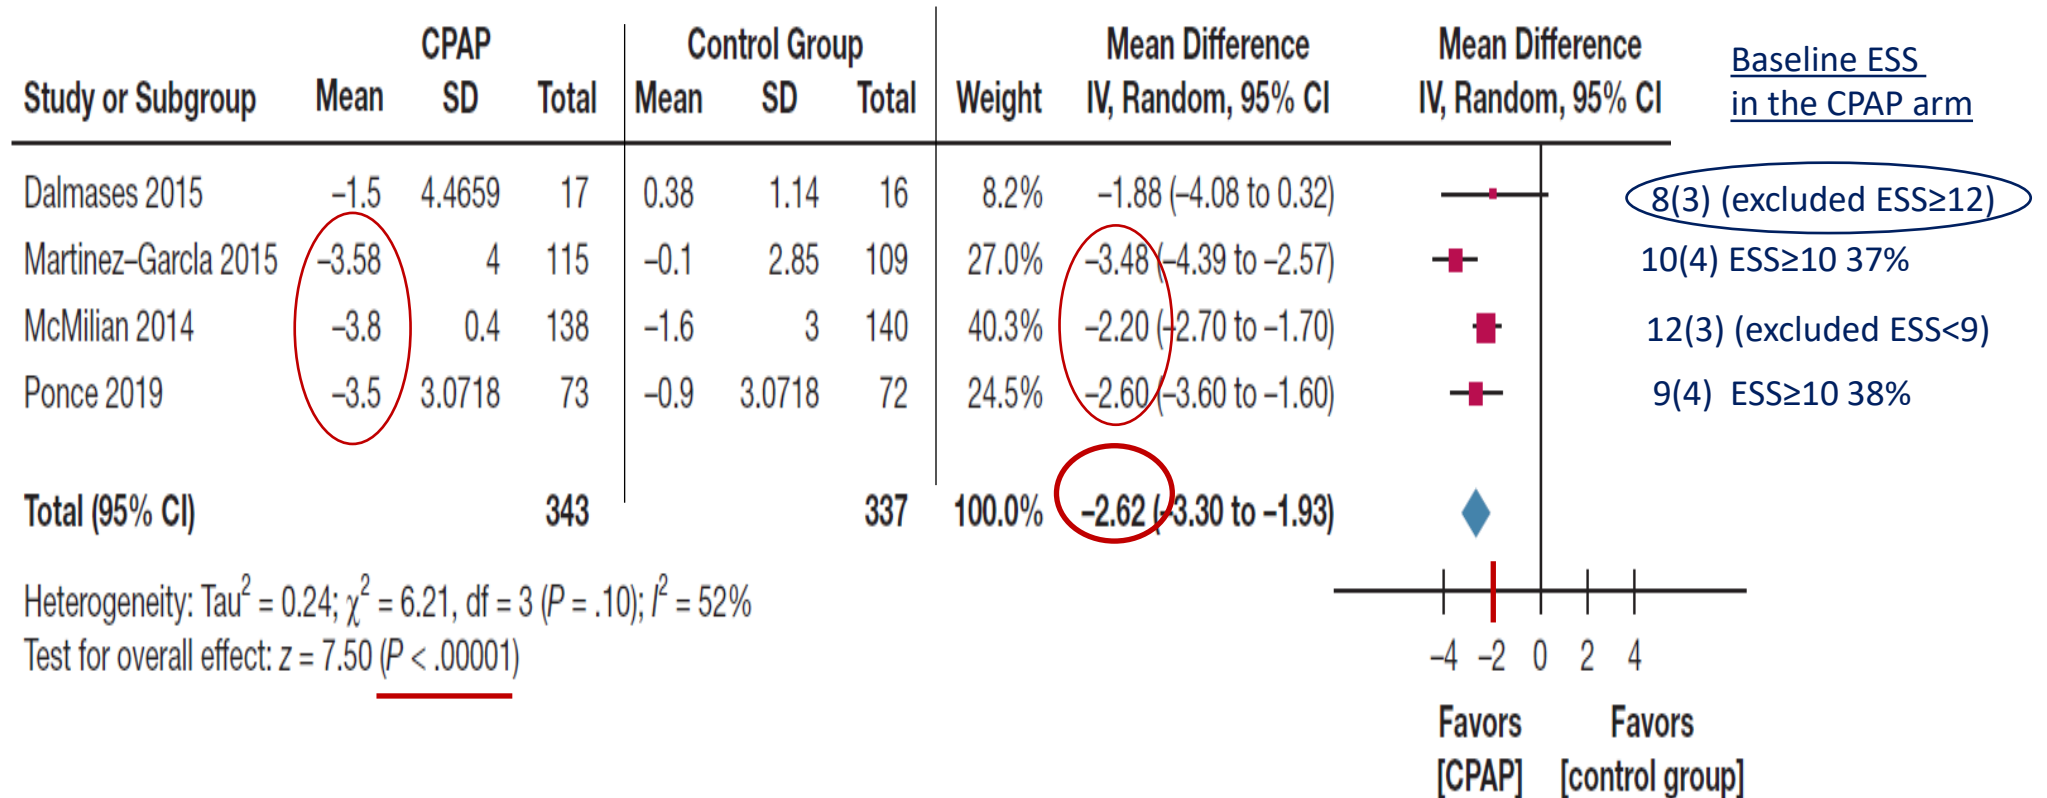 CPAP Control Group Mean Difference Mean Difference Baseline ESS
Study or Subgroup Mean SD Total Mean SD Total Weight IV, Random, 95% CI IV, Random, 95% CI in the CPAP arm
Dalmases 2015 –1.5 4.4659 17 0.38 1.14 16 8.2% –1.88 (–4.08 to 0.32) 8(3) (excluded ESS≥12)
Martinez–Garcla 2015 –3.58 4 115 –0.1 2.85 109 27.0% –3.48 (–4.39 to –2.57) 10(4) ESS≥10 37%
McMilian 2014 –3.8 0.4 138 –1.6 3 140 40.3% –2.20 (–2.70 to –1.70) 12(3) (excluded ESS<9)
Ponce 2019 –3.5 3.0718 73 –0.9 3.0718 72 24.5% –2.60 (–3.60 to –1.60) 9(4) ESS≥10 38%
Total (95% CI) 343 337 100.0% –2.62 (–3.30 to –1.93)
Heterogeneity: Tau² = 0.24; χ² = 6.21, df = 3 (P = .10); I² = 52%
Test for overall effect: z = 7.50 (P < .00001)
–4 –2 0 2 4
Favors Favors
[CPAP] [control group]